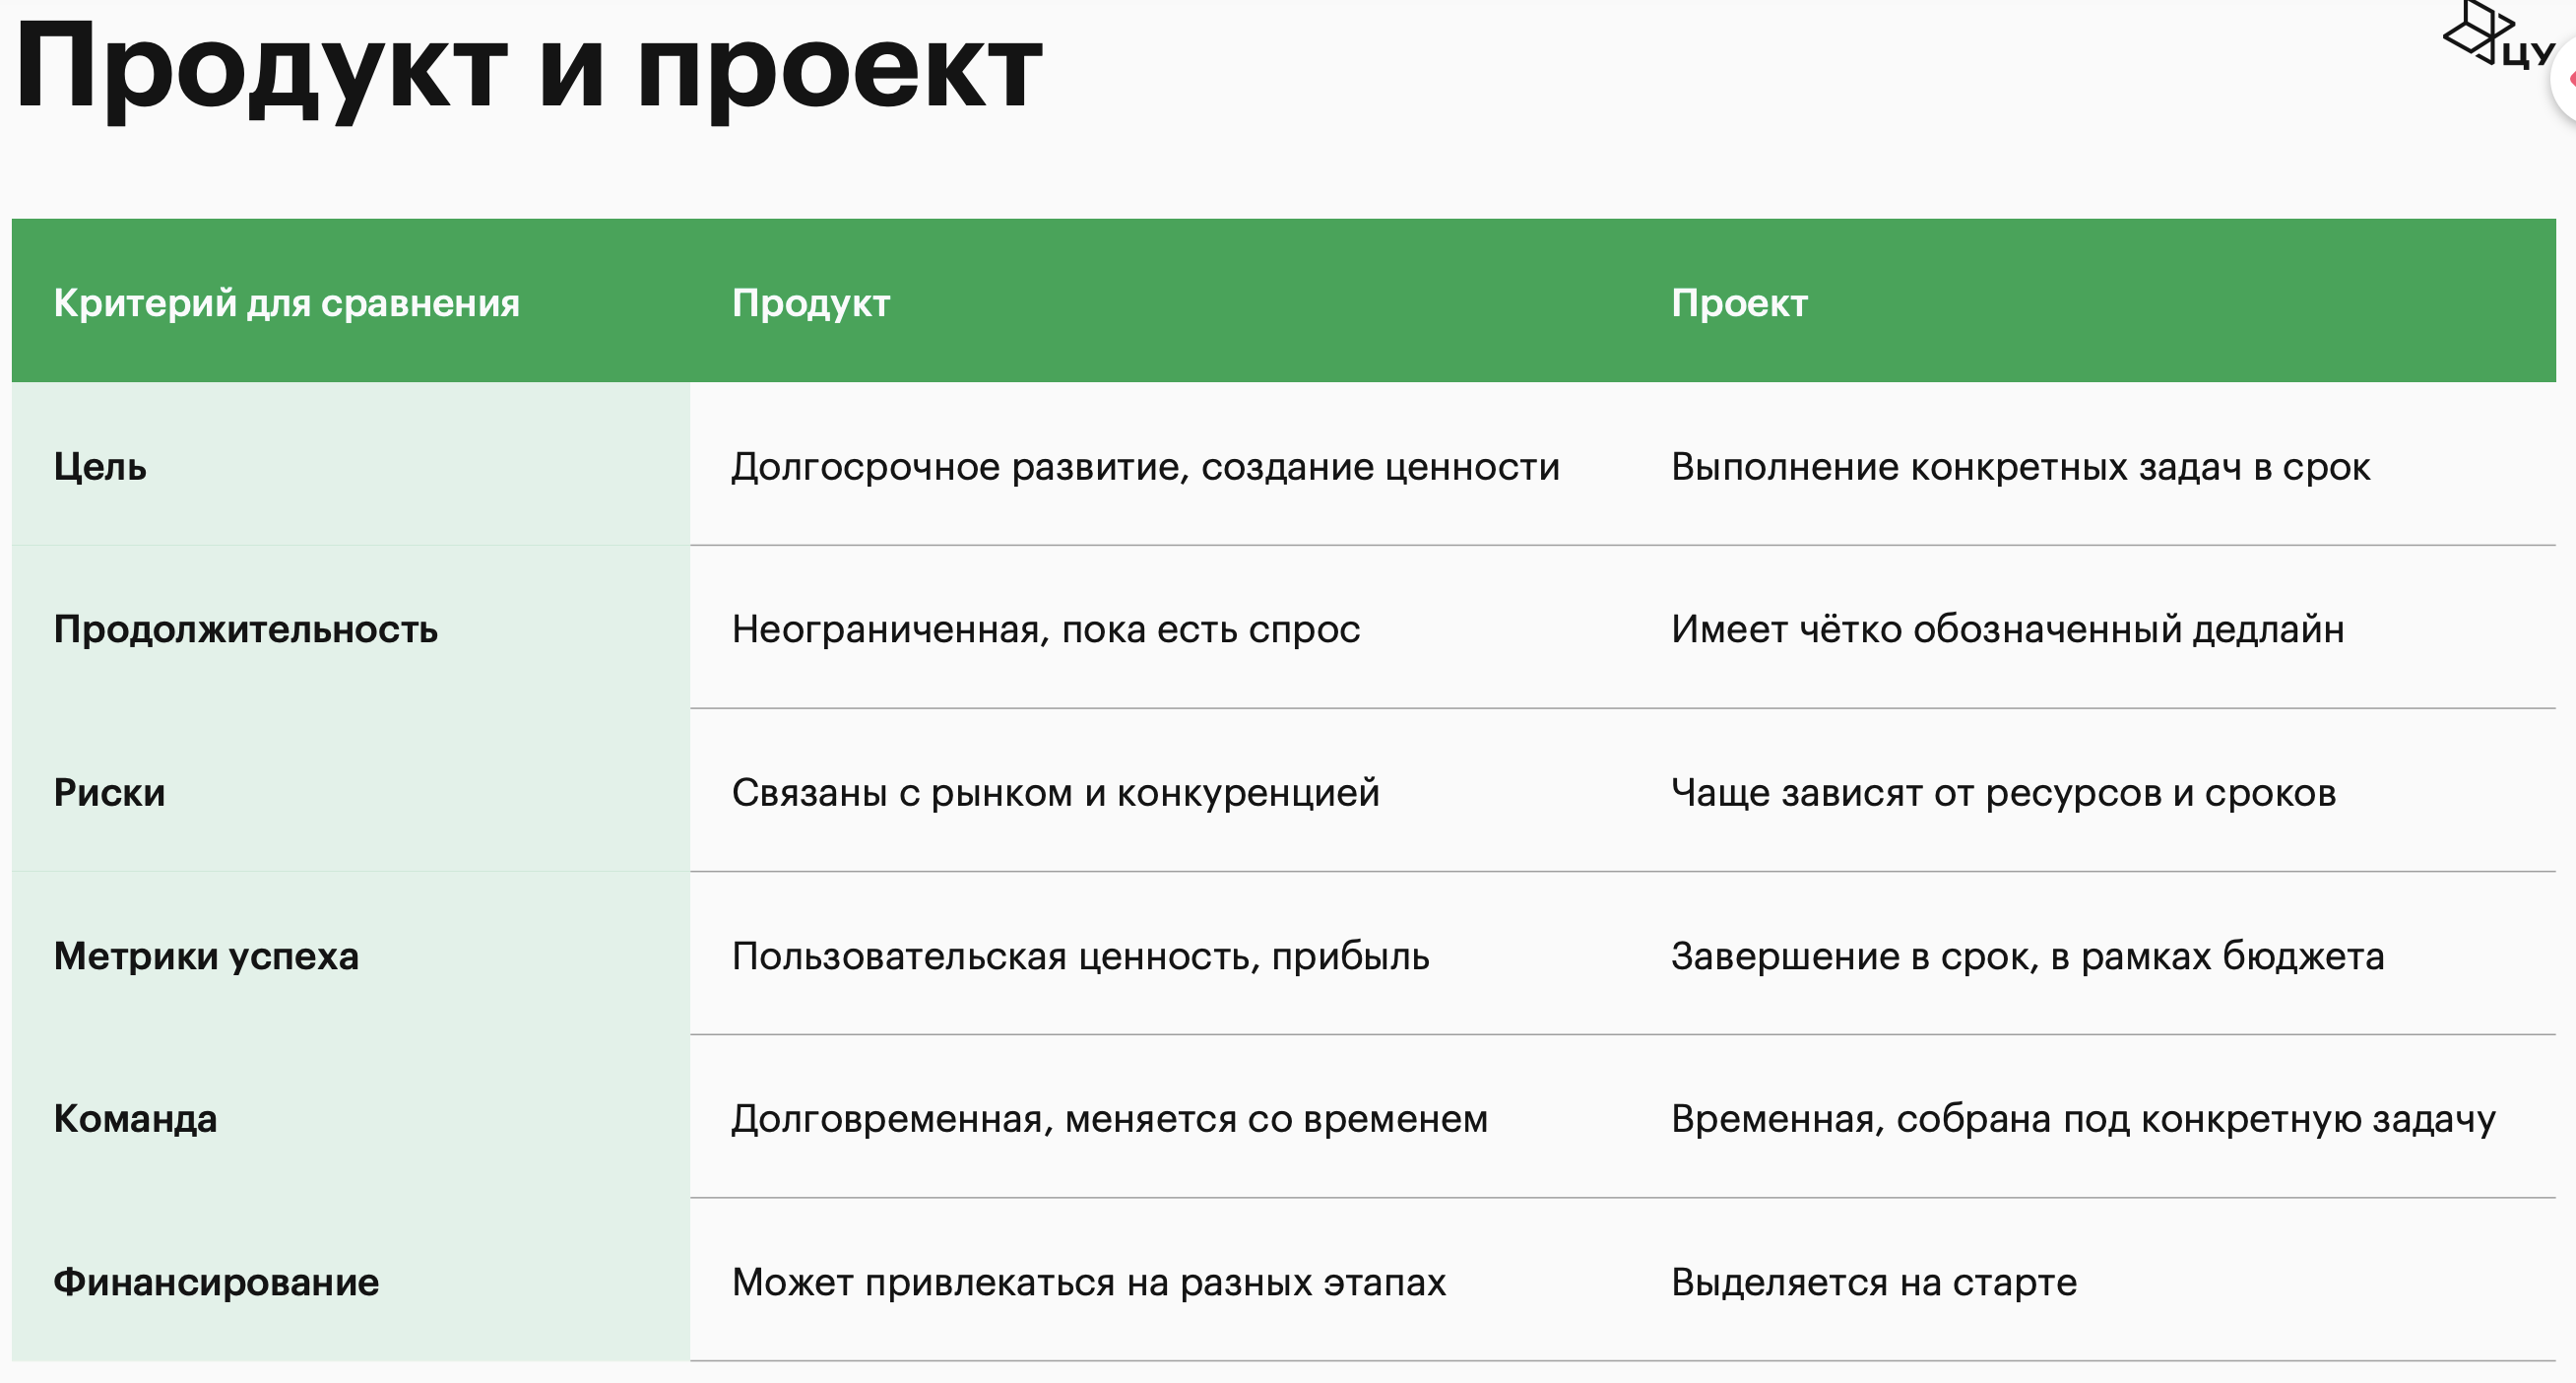 Продукт и проект
ЦУ
Критерий для сравнения Продукт Проект
Цель Долгосрочное развитие, создание ценности Выполнение конкретных задач в срок
Продолжительность Неограниченная, пока есть спрос Имеет чётко обозначенный дедлайн
Риски Связаны с рынком и конкуренцией Чаще зависят от ресурсов и сроков
Метрики успеха Пользовательская ценность, прибыль Завершение в срок, в рамках бюджета
Команда Долговременная, меняется со временем Временная, собрана под конкретную задачу
Финансирование Может привлекаться на разных этапах Выделяется на старте